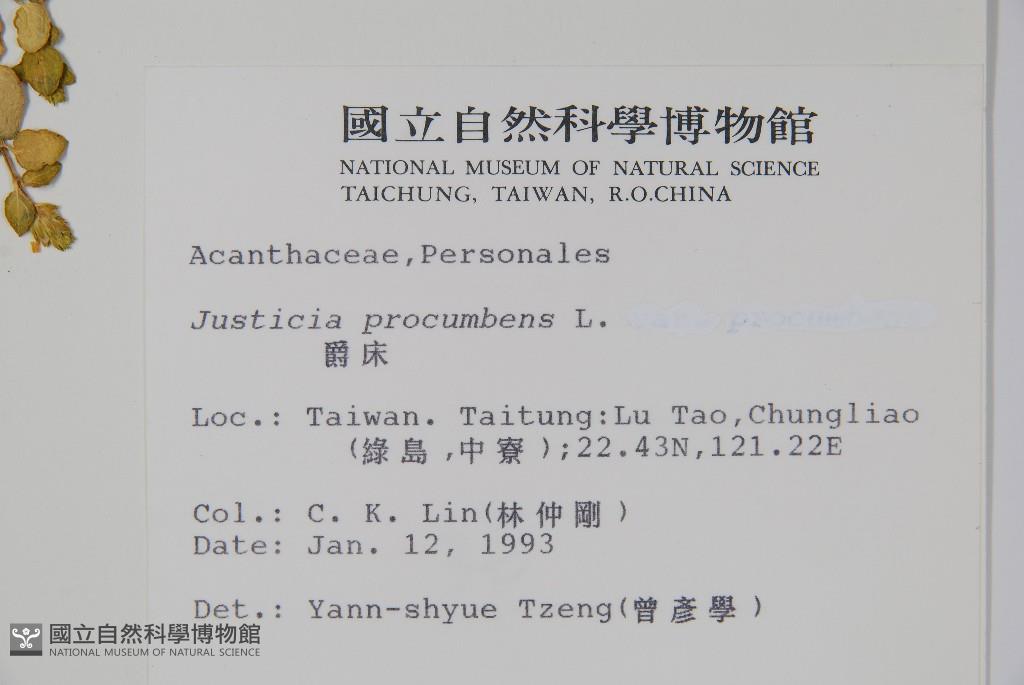 國立自然科學博物館
NATIONAL MUSEUM OF NATURAL SCIENCE
TAICHUNG, TAIWAN, R.O.CHINA
Acanthaceae,Personales
Justicia procumbens L. var. procumbens
爵床
Loc.: Taiwan. Taitung:Lu Tao,Chungliao
(綠島,中寮);22.43N,121.22E
Col.: C. K. Lin(林仲剛)
Date: Jan. 12, 1993
Det.: Yann-shyue Tzeng(曾彥學)
國立自然科學博物館
NATIONAL MUSEUM OF NATURAL SCIENCE